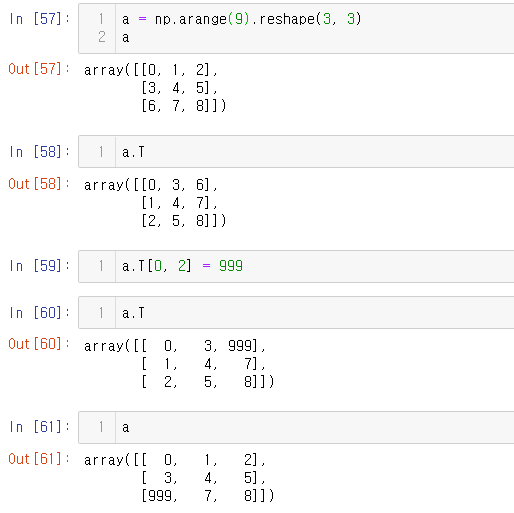 In [57]: 1 a = np.arange(9).reshape(3, 3)
2 a
Out[57]: array([[0, 1, 2],
[3, 4, 5],
[6, 7, 8]])
In [58]: 1 a.T
Out[58]: array([[0, 3, 6],
[1, 4, 7],
[2, 5, 8]])
In [59]: 1 a.T[0, 2] = 999
In [60]: 1 a.T
Out[60]: array([[  0,   3, 999],
[  1,   4,   7],
[  2,   5,   8]])
In [61]: 1 a
Out[61]: array([[  0,   1,   2],
[  3,   4,   5],
[999,   7,   8]])